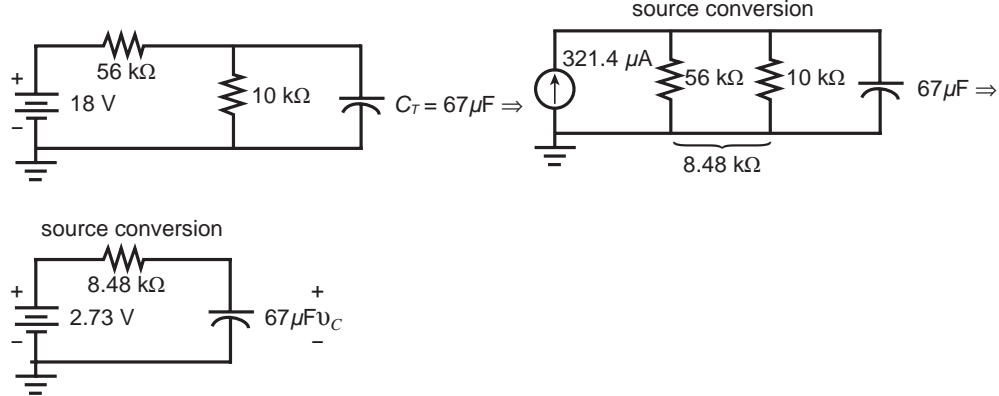 source conversion
+
56 kΩ
18 V
−
10 kΩ
C_T = 67μF ⇒
321.4 μA
56 kΩ
10 kΩ
67μF ⇒
8.48 kΩ
source conversion
+
8.48 kΩ
2.73 V
−
67μF
+
υ_C
−